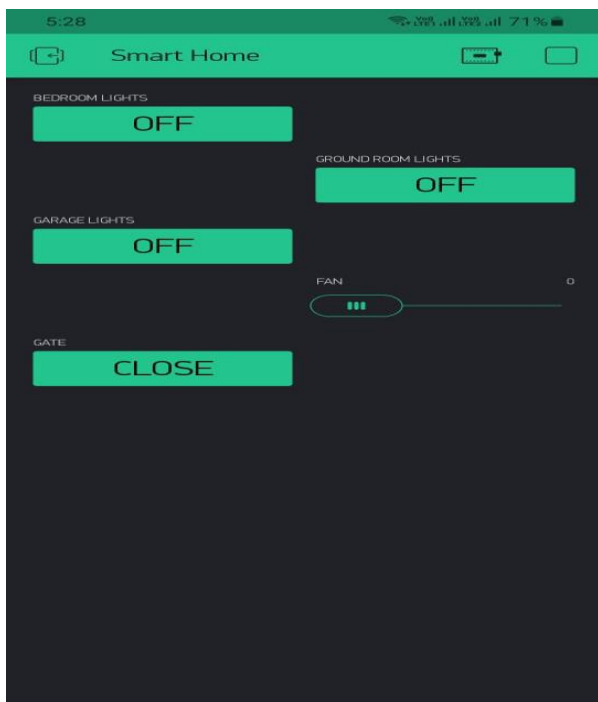 5:28 71%
Smart Home
BEDROOM LIGHTS
OFF
GROUND ROOM LIGHTS
OFF
GARAGE LIGHTS
OFF
FAN 0
GATE
CLOSE